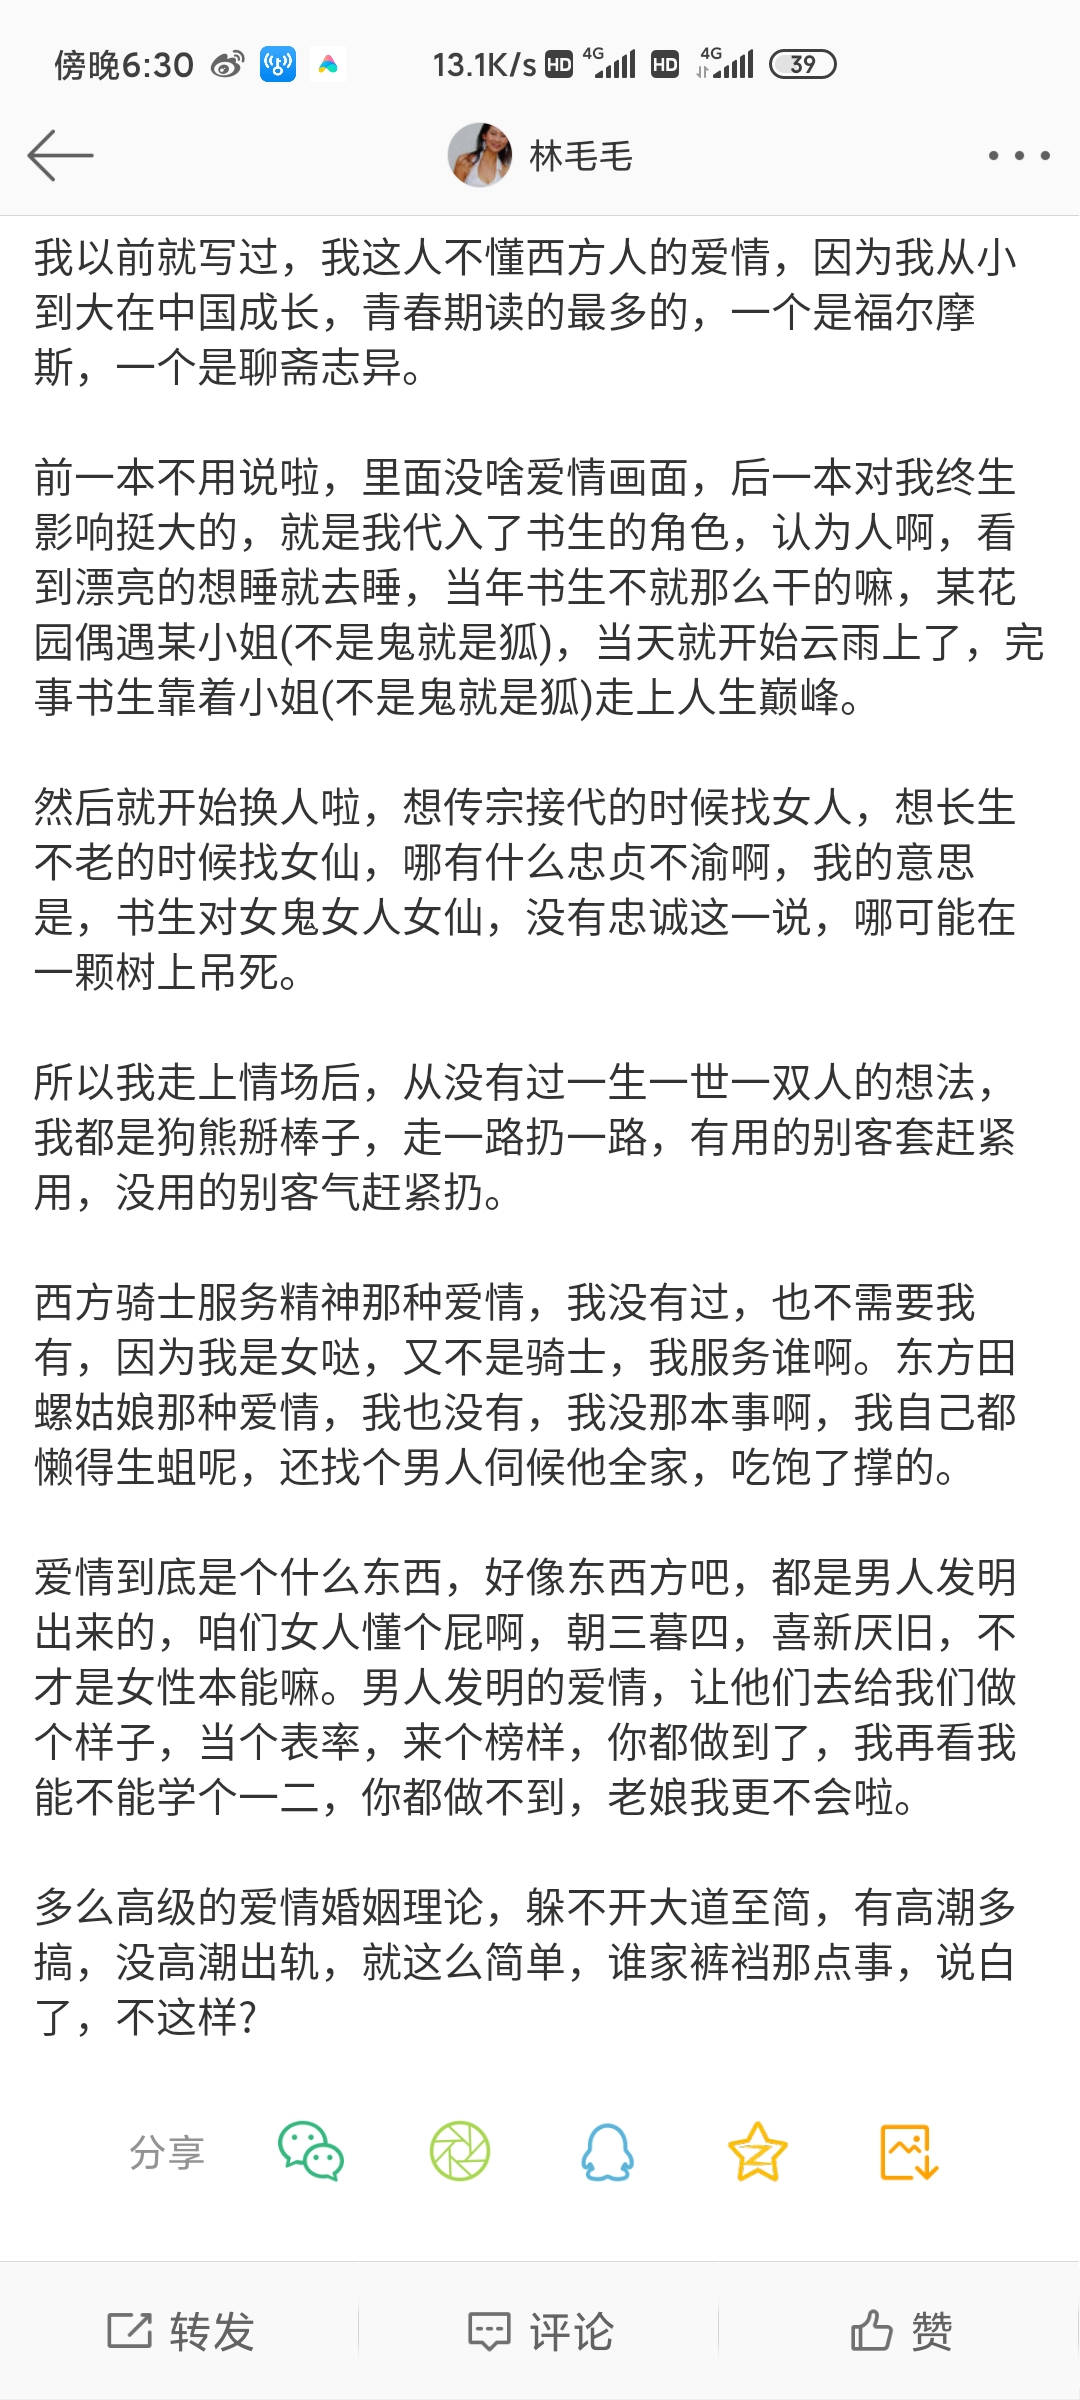 傍晚6:30 13.1K/s HD 4G HD 4G 39
林毛毛
我以前就写过，我这人不懂西方人的爱情，因为我从小
到大在中国成长，青春期读的最多的，一个是福尔摩
斯，一个是聊斋志异。
前一本不用说啦，里面没啥爱情画面，后一本对我终生
影响挺大的，就是我代入了书生的角色，认为人啊，看
到漂亮的想睡就去睡，当年书生不就那么干的嘛，某花
园偶遇某小姐(不是鬼就是狐)，当天就开始云雨上了，完
事书生靠着小姐(不是鬼就是狐)走上人生巅峰。
然后就开始换人啦，想传宗接代的时候找女人，想长生
不老的时候找女仙，哪有什么忠贞不渝啊，我的意思
是，书生对女鬼女人女仙，没有忠诚这一说，哪可能在
一颗树上吊死。
所以我走上情场后，从没有过一生一世一双人的想法，
我都是狗熊掰棒子，走一路扔一路，有用的别客套赶紧
用，没用的别客气赶紧扔。
西方骑士服务精神那种爱情，我没有过，也不需要我
有，因为我是女哒，又不是骑士，我服务谁啊。东方田
螺姑娘那种爱情，我也没有，我没那本事啊，我自己都
懒得生蛆呢，还找个男人伺候他全家，吃饱了撑的。
爱情到底是个什么东西，好像东西方吧，都是男人发明
出来的，咱们女人懂个屁啊，朝三暮四，喜新厌旧，不
才是女性本能嘛。男人发明的爱情，让他们去给我们做
个样子，当个表率，来个榜样，你都做到了，我再看我
能不能学个一二，你都做不到，老娘我更不会啦。
多么高级的爱情婚姻理论，躲不开大道至简，有高潮多
搞，没高潮出轨，就这么简单，谁家裤裆那点事，说白
了，不这样?
分享
转发 评论 赞